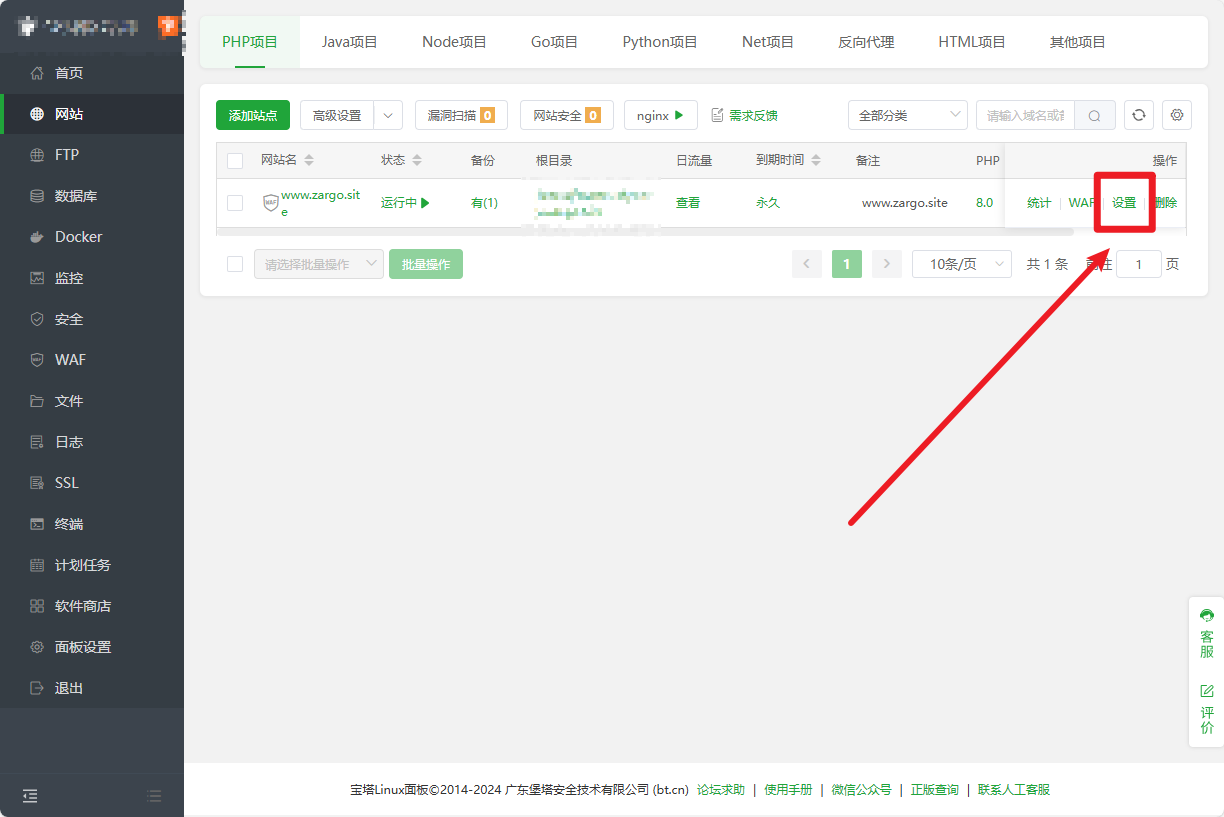 PHP项目 Java项目 Node项目 Go项目 Python项目 Net项目 反向代理 HTML项目 其他项目
首页
网站
FTP
数据库
Docker
监控
安全
WAF
文件
日志
SSL
终端
计划任务
软件商店
面板设置
退出
添加站点 高级设置 漏洞扫描 0 网站安全 0 nginx 需求反馈 全部分类 请输入域名或
网站名 状态 备份 根目录 日流量 到期时间 备注 PHP 操作
www.zargo.sit
e
运行中 有(1) 查看 永久 www.zargo.site 8.0 统计 | WAF | 设置 | 删除
请选择批量操作 批量操作 1 10条/页 共 1 条 前往 1 页
客服
评价
宝塔Linux面板©2014-2024 广东堡塔安全技术有限公司 (bt.cn) 论坛求助 | 使用手册 | 微信公众号 | 正版查询 | 联系人工客服